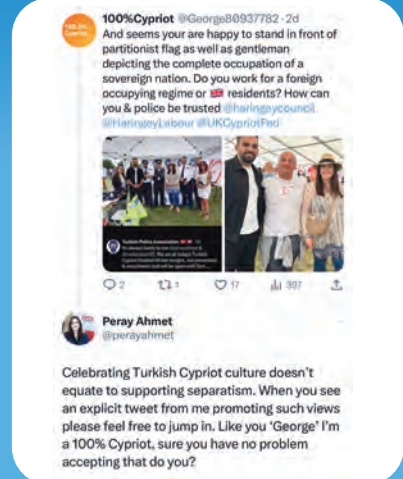 100%Cypriot @George80937782 · 2d
And seems your are happy to stand in front of
partitionist flag as well as gentleman
depicting the complete occupation of a
sovereign nation. Do you work for a foreign
occupying regime or 🇬🇧 residents? How can
you & police be trusted @haringeycouncil
@HaringeyLabour @UKCypriotFed
Turkish Police Association
2
17
397
Peray Ahmet
@perayahmet
Celebrating Turkish Cypriot culture doesn't
equate to supporting separatism. When you see
an explicit tweet from me promoting such views
please feel free to jump in. Like you 'George' I'm
a 100% Cypriot, sure you have no problem
accepting that do you?